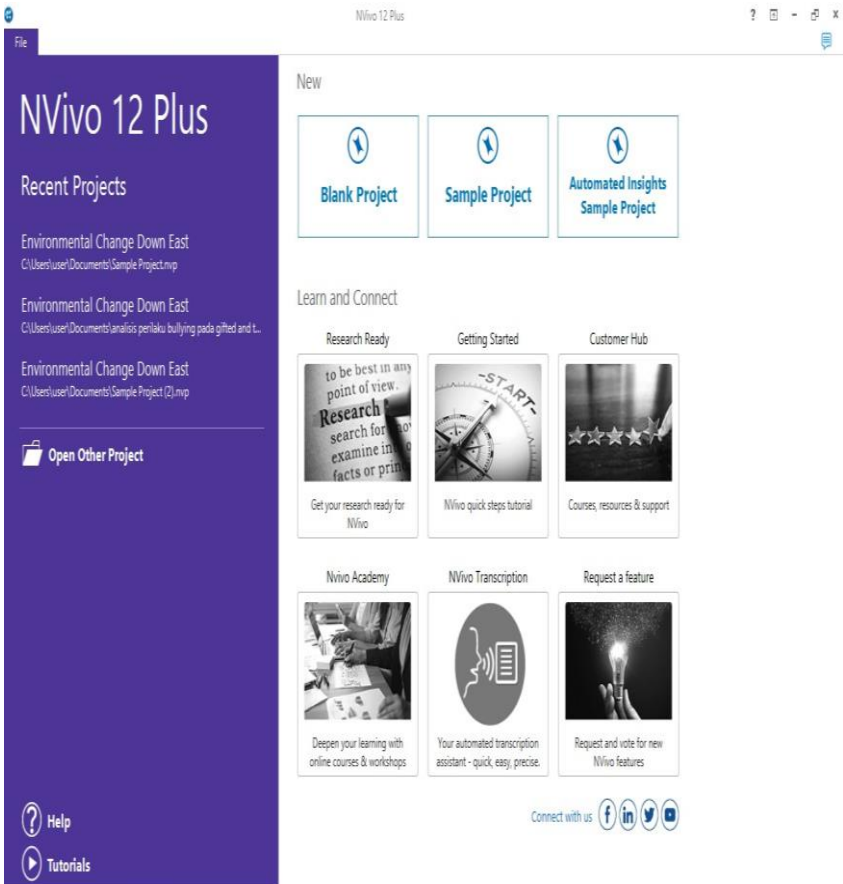 NVivo 12 Plus
?
File
NVivo 12 Plus
Recent Projects
Environmental Change Down East
C:\Users\user\Documents\Sample Project.nvp
Environmental Change Down East
C:\Users\user\Documents\analisis perilaku bullying pada gifted and t...
Environmental Change Down East
C:\Users\user\Documents\Sample Project (2).nvp
Open Other Project
Help
Tutorials
New
Blank Project
Sample Project
Automated Insights
Sample Project
Learn and Connect
Research Ready
to be best in any
point of view.
Research
search for
examine in
facts or prin
Get your research ready for
NVivo
Getting Started
-START-
NVivo quick steps tutorial
Customer Hub
Courses, resources & support
Nvivo Academy
Deepen your learning with
online courses & workshops
NVivo Transcription
Your automated transcription
assistant - quick, easy, precise.
Request a feature
Request and vote for new
NVivo features
Connect with us f in